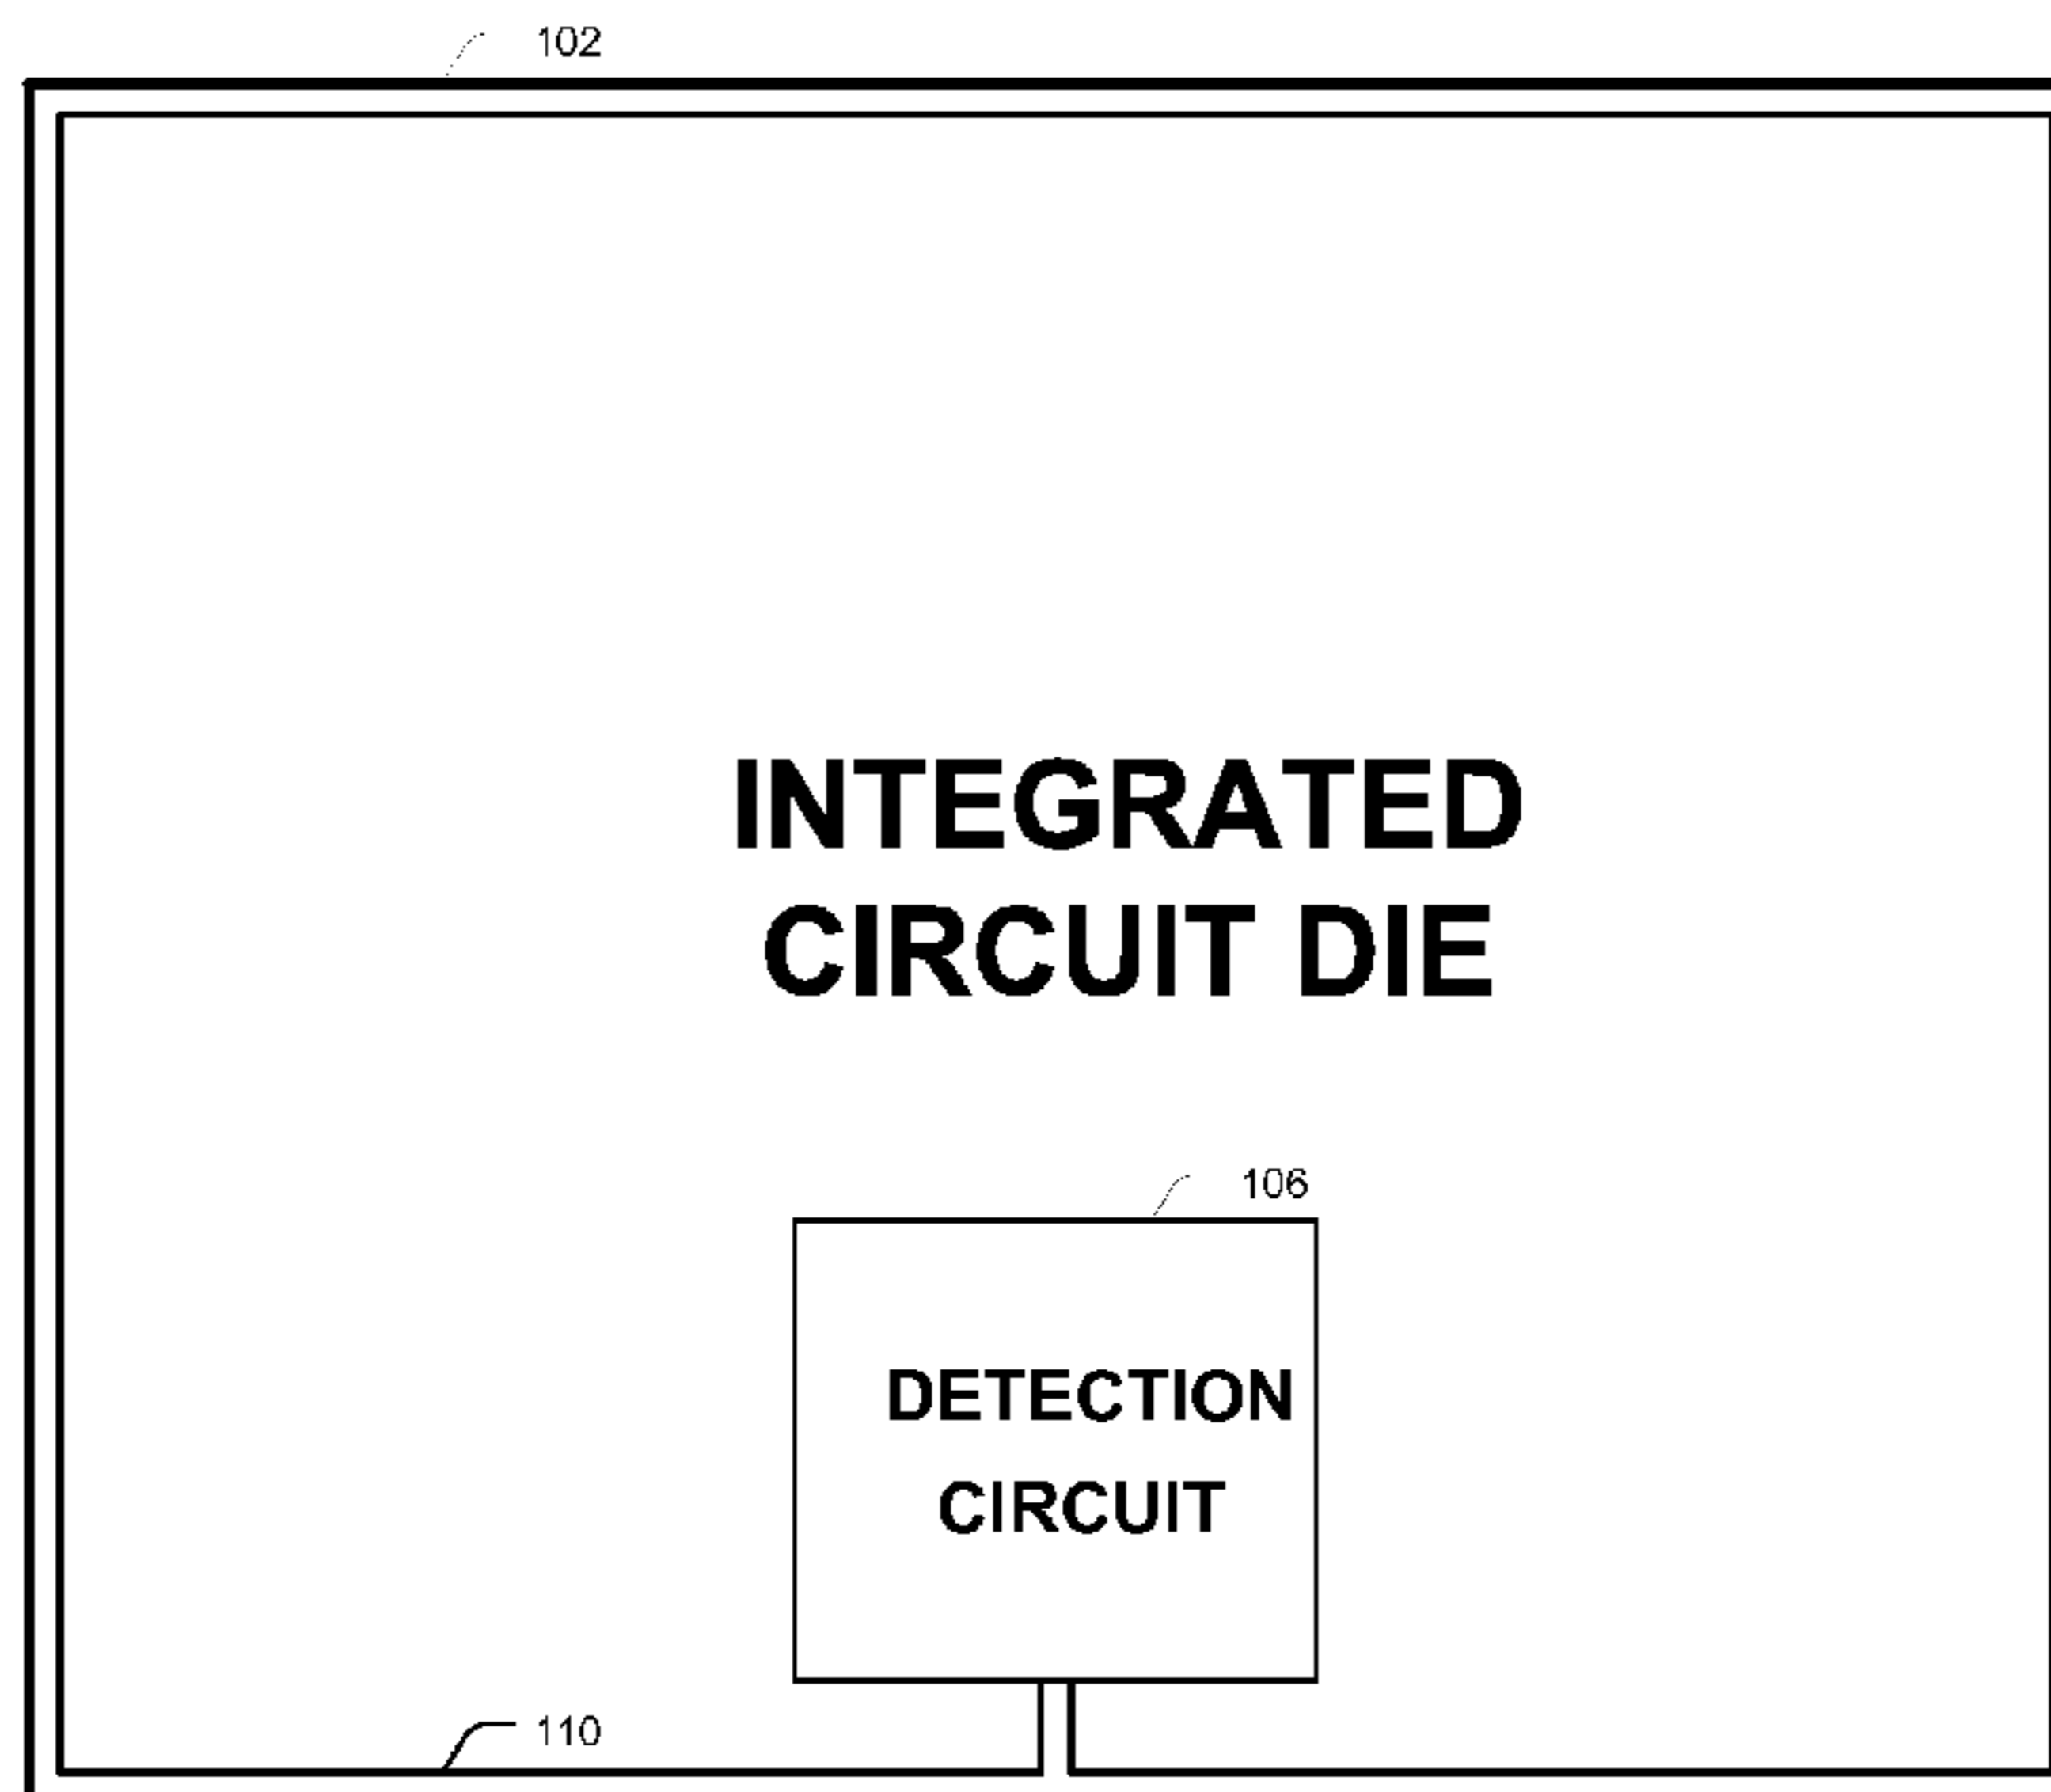 102
INTEGRATED
CIRCUIT DIE
106
DETECTION
CIRCUIT
110